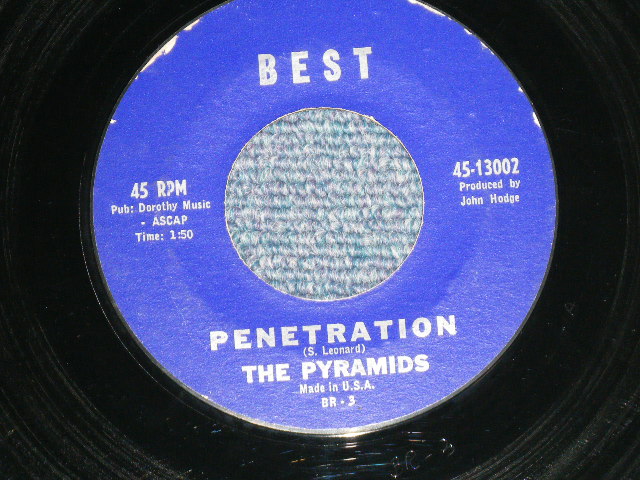 BEST
45 RPM
Pub: Dorothy Music
- ASCAP
Time: 1:50
45-13002
Produced by
John Hodge
PENETRATION
(S. Leonard)
THE PYRAMIDS
Made in U.S.A.
BR - 3